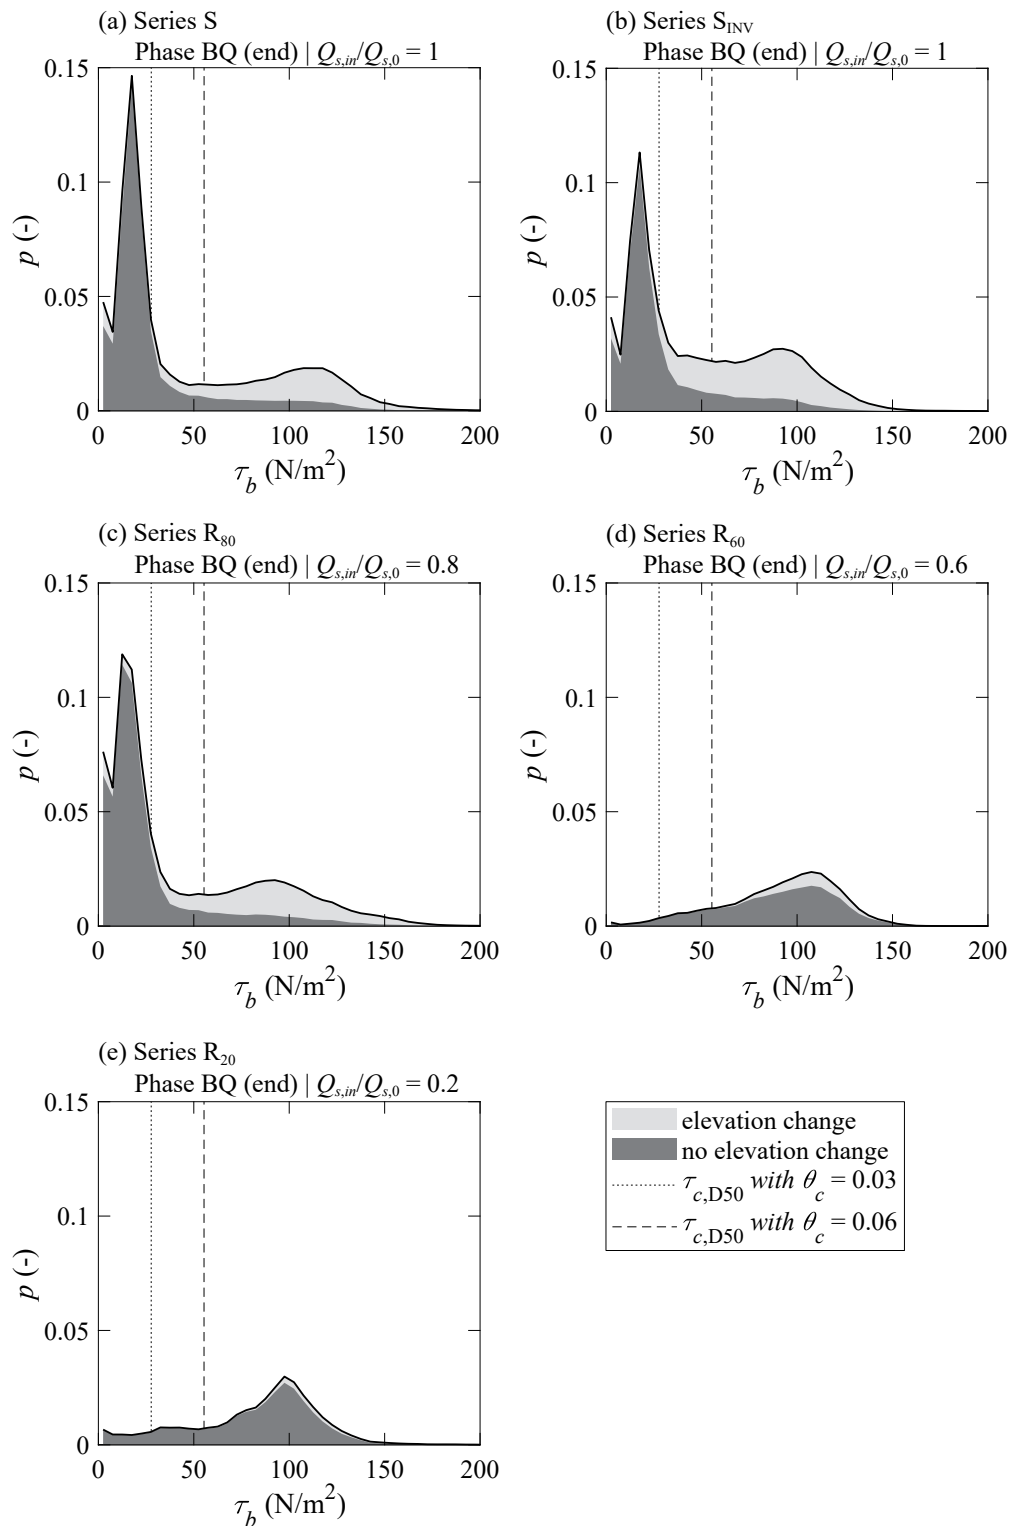 (a) Series S
Phase BQ (end) | Qs,in/Qs,0 = 1
0.15
0.1
0.05
0
p (-)
0 50 100 150 200
τb (N/m²)
(b) Series SINV
Phase BQ (end) | Qs,in/Qs,0 = 1
0.15
0.1
0.05
0
p (-)
0 50 100 150 200
τb (N/m²)
(c) Series R80
Phase BQ (end) | Qs,in/Qs,0 = 0.8
0.15
0.1
0.05
0
p (-)
0 50 100 150 200
τb (N/m²)
(d) Series R60
Phase BQ (end) | Qs,in/Qs,0 = 0.6
0.15
0.1
0.05
0
p (-)
0 50 100 150 200
τb (N/m²)
(e) Series R20
Phase BQ (end) | Qs,in/Qs,0 = 0.2
0.15
0.1
0.05
0
p (-)
0 50 100 150 200
τb (N/m²)
elevation change
no elevation change
τc,D50 with θc = 0.03
τc,D50 with θc = 0.06